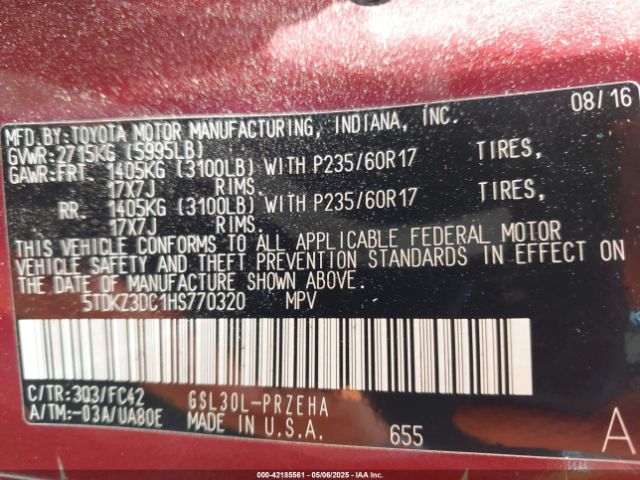 08/16
MFD.BY:TOYOTA MOTOR MANUFACTURING, INDIANA, INC.
GVWR:2715KG (5995LB)
GAWR:FRT. 1405KG (3100LB) WITH P235/60R17 TIRES,
17X7J RIMS.
RR. 1405KG (3100LB) WITH P235/60R17 TIRES,
17X7J RIMS.
THIS VEHICLE CONFORMS TO ALL APPLICABLE FEDERAL MOTOR
VEHICLE SAFETY AND THEFT PREVENTION STANDARDS IN EFFECT ON
THE DATE OF MANUFACTURE SHOWN ABOVE.
5TDKZ3DC1HS770320 MPV
C/TR:303/FC42 GSL30L-PRZEHA
A/TM:-03A/UA80E MADE IN U.S.A. 655 A
000-42185561 - 05/06/2025 - IAAI.COM